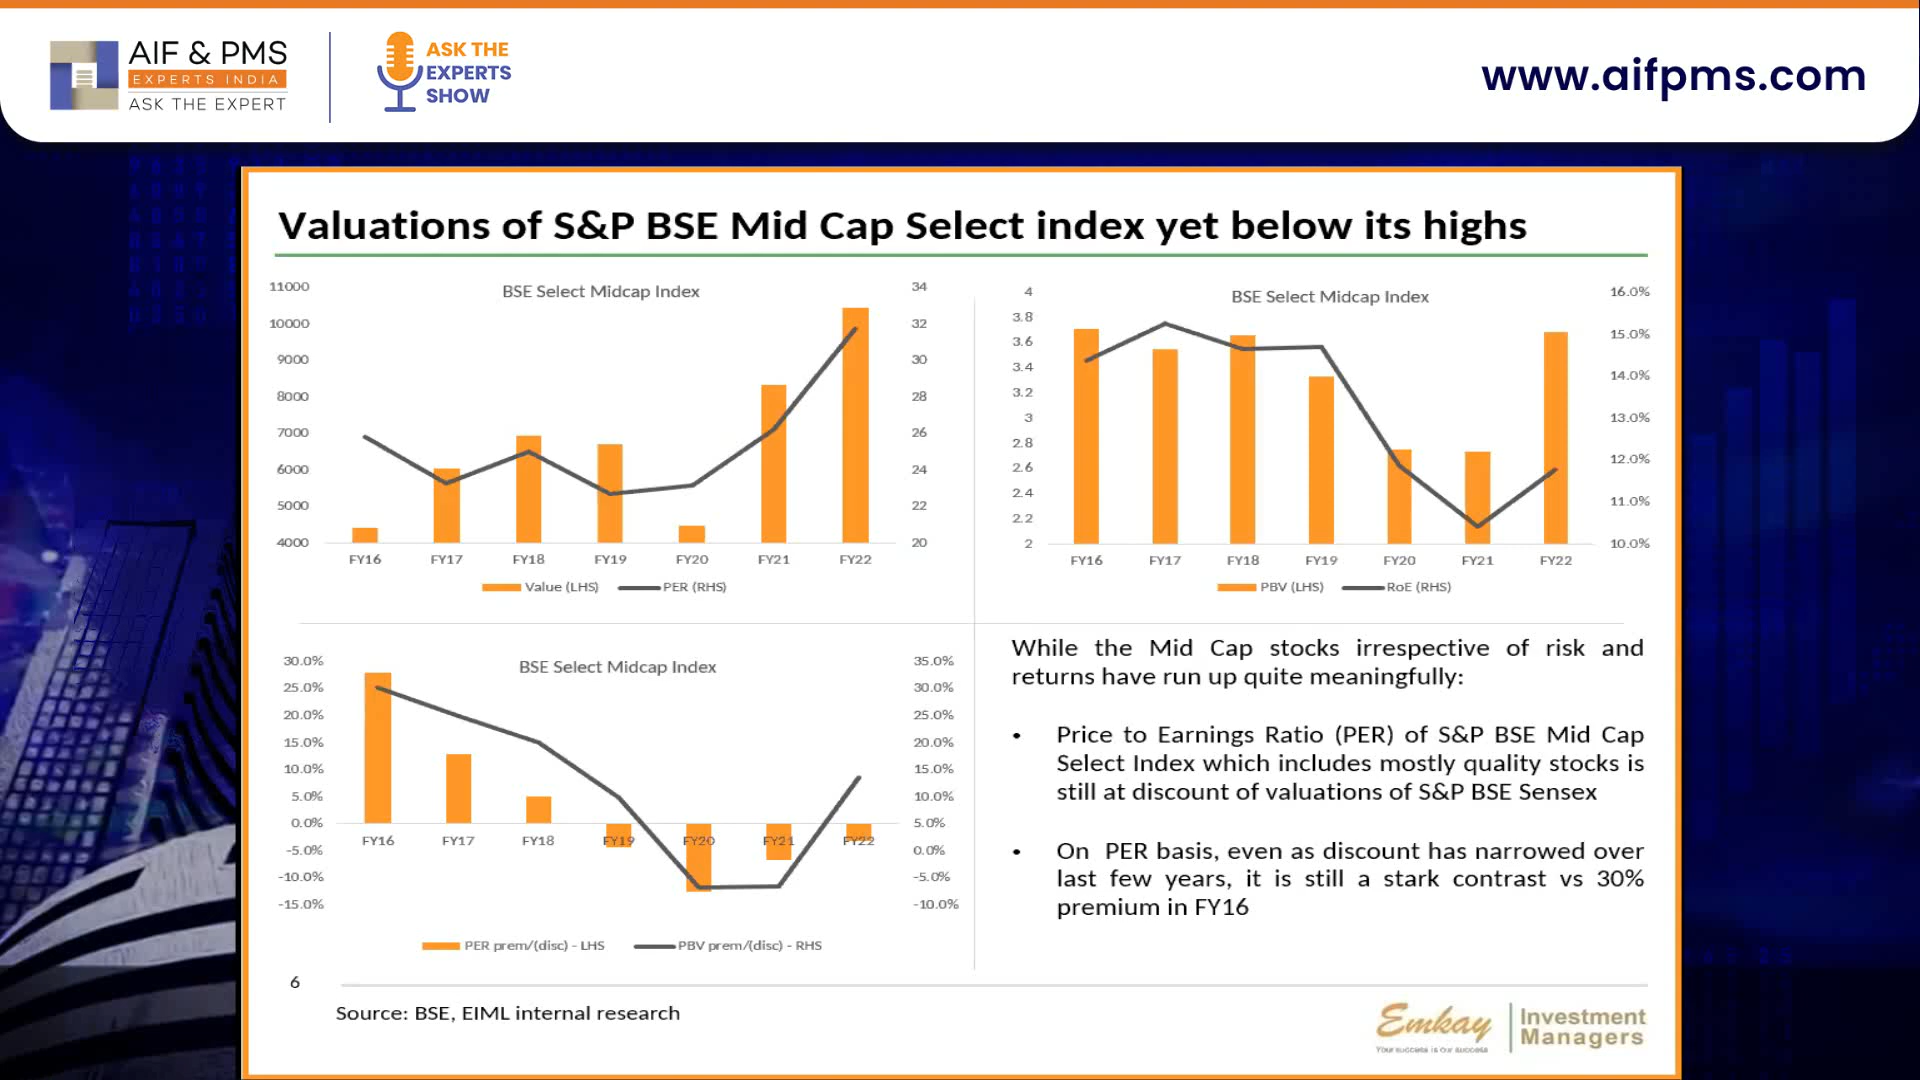 AIF & PMS
EXPERTS INDIA
ASK THE EXPERT
ASK THE
EXPERTS
SHOW
www.aifpms.com
Valuations of S&P BSE Mid Cap Select index yet below its highs
BSE Select Midcap Index
11000
10000
9000
8000
7000
6000
5000
4000
34
32
30
28
26
24
22
20
FY16 FY17 FY18 FY19 FY20 FY21 FY22
Value (LHS) PER (RHS)
BSE Select Midcap Index
4
3.8
3.6
3.4
3.2
3
2.8
2.6
2.4
2.2
2
16.0%
15.0%
14.0%
13.0%
12.0%
11.0%
10.0%
FY16 FY17 FY18 FY19 FY20 FY21 FY22
PBV (LHS) RoE (RHS)
BSE Select Midcap Index
30.0%
25.0%
20.0%
15.0%
10.0%
5.0%
0.0%
-5.0%
-10.0%
-15.0%
35.0%
30.0%
25.0%
20.0%
15.0%
10.0%
5.0%
0.0%
-5.0%
-10.0%
FY16 FY17 FY18 FY19 FY20 FY21 FY22
PER prem/(disc) - LHS PBV prem/(disc) - RHS
While the Mid Cap stocks irrespective of risk and
returns have run up quite meaningfully:
• Price to Earnings Ratio (PER) of S&P BSE Mid Cap
Select Index which includes mostly quality stocks is
still at discount of valuations of S&P BSE Sensex
• On PER basis, even as discount has narrowed over
last few years, it is still a stark contrast vs 30%
premium in FY16
6
Source: BSE, EIML internal research
Emkay
Your success is our success
Investment
Managers